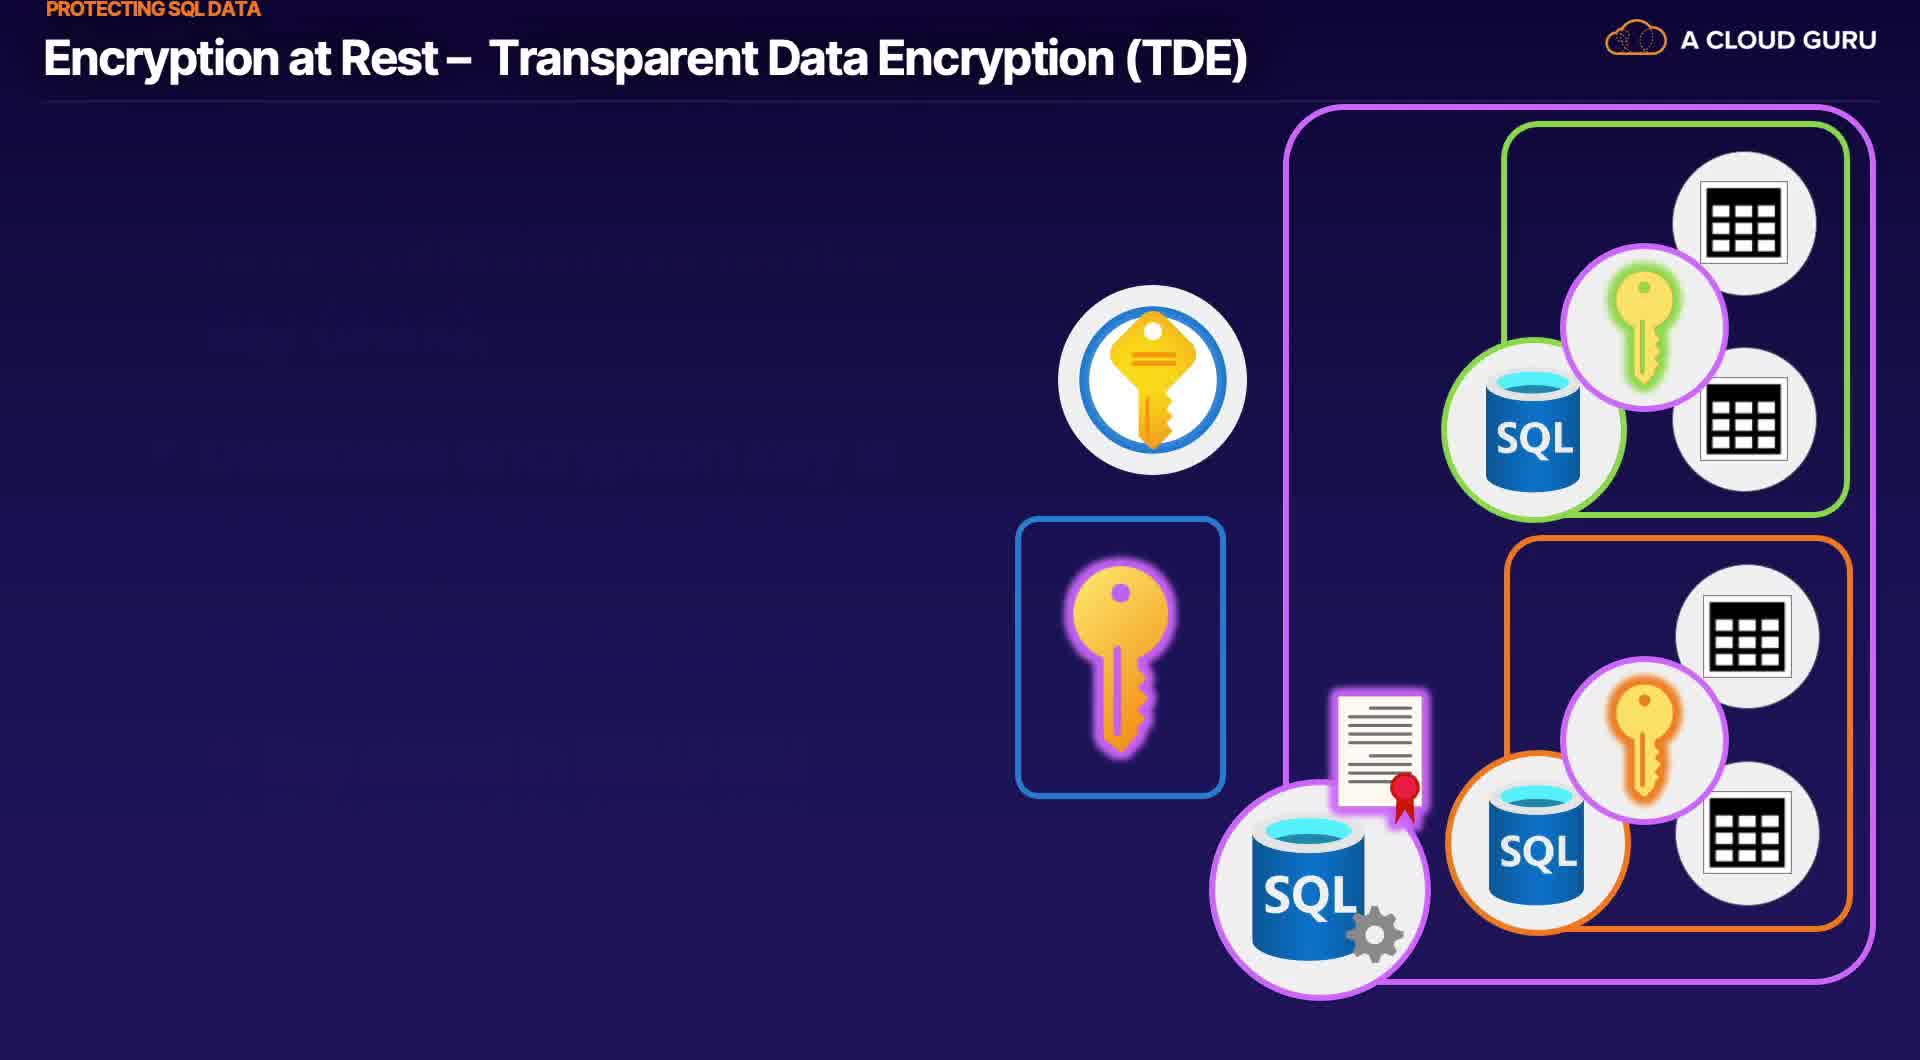 PROTECTING SQL DATA
Encryption at Rest – Transparent Data Encryption (TDE)
A CLOUD GURU
SQL
SQL
SQL